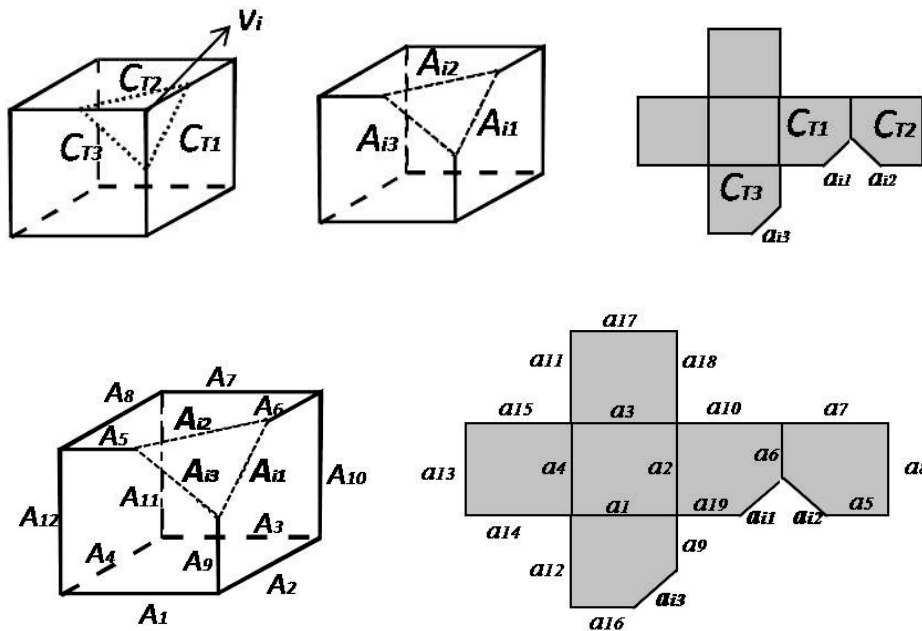 Vi
CT2
CT3
CT1
Ai2
Ai3
Ai1
CT1
CT2
CT3
ai1
ai2
ai3
A7
A8
A6
Ai2
A5
Ai3
Ai1
A10
A11
A12
A3
A4
A9
A2
A1
a17
a11
a18
a15
a3
a10
a7
a13
a4
a2
a6
a1
a19
ai1
ai2
a5
a14
a12
a9
ai3
a16